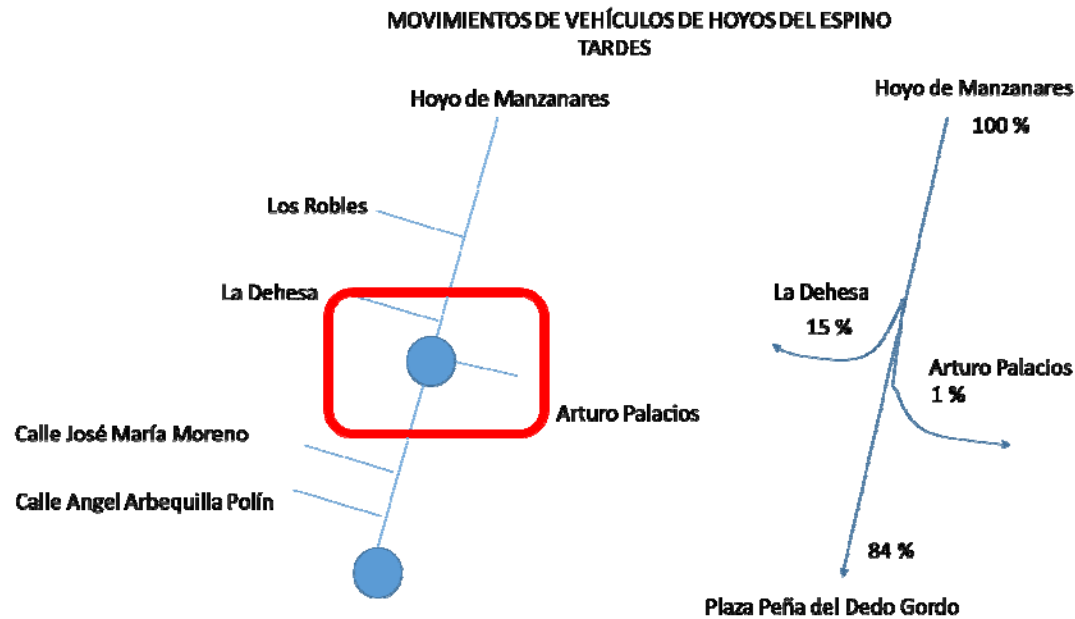 MOVIMIENTOS DE VEHÍCULOS DE HOYOS DEL ESPINO
TARDES
Hoyo de Manzanares
Los Robles
La Dehesa
Arturo Palacios
Calle José María Moreno
Calle Angel Arbequilla Polín
Hoyo de Manzanares
100 %
La Dehesa
15 %
Arturo Palacios
1 %
84 %
Plaza Peña del Dedo Gordo